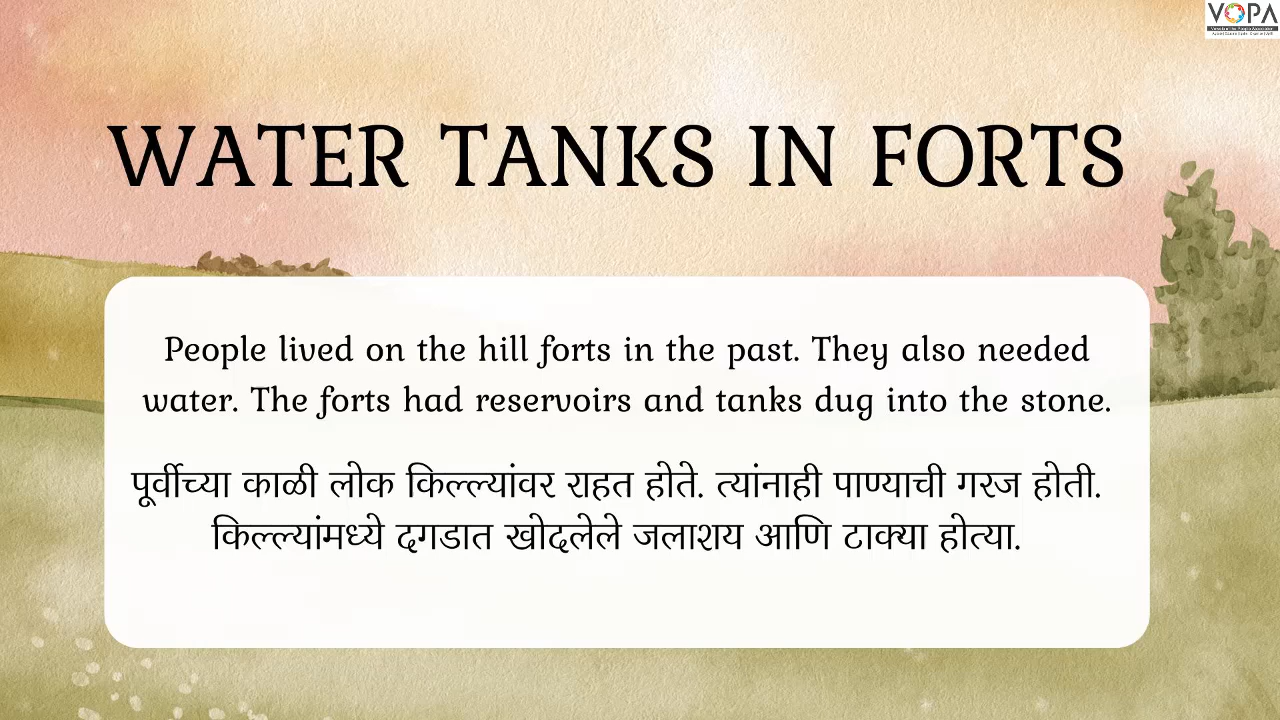 VOPA
WATER TANKS IN FORTS
People lived on the hill forts in the past. They also needed
water. The forts had reservoirs and tanks dug into the stone.
पूर्वीच्या काळी लोक किल्ल्यांवर राहत होते. त्यांनाही पाण्याची गरज होती.
किल्ल्यांमध्ये दगडात खोदलेले जलाशय आणि टाक्या होत्या.